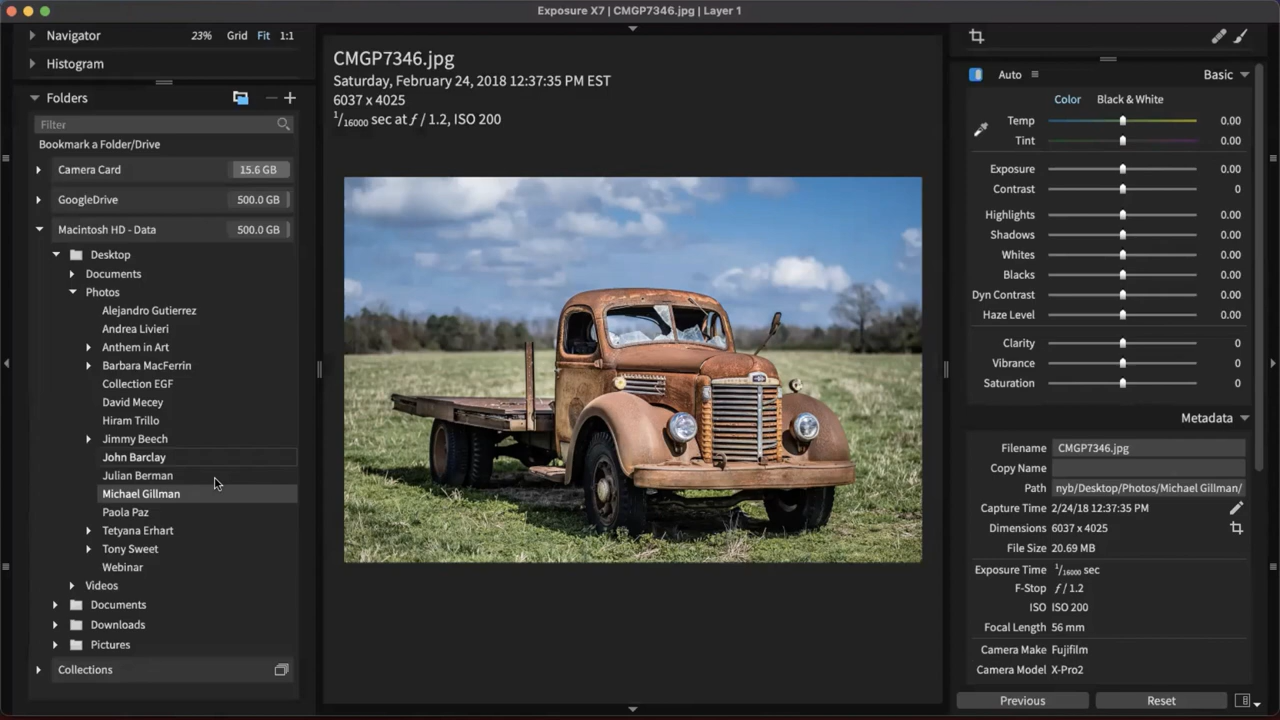 Exposure X7 | CMGP7346.jpg | Layer 1
Navigator 23% Grid Fit 1:1
Histogram
Folders
Filter
Bookmark a Folder/Drive
Camera Card 15.6 GB
GoogleDrive 500.0 GB
Macintosh HD - Data 500.0 GB
Desktop
Documents
Photos
Alejandro Gutierrez
Andrea Livieri
Anthem in Art
Barbara MacFerrin
Collection EGF
David Mecey
Hiram Trillo
Jimmy Beech
John Barclay
Julian Berman
Michael Gillman
Paola Paz
Tetyana Erhart
Tony Sweet
Webinar
Videos
Documents
Downloads
Pictures
Collections
CMGP7346.jpg
Saturday, February 24, 2018 12:37:35 PM EST
6037 x 4025
1/16000 sec at ƒ / 1.2, ISO 200
Auto Basic
Color Black & White
Temp 0.00
Tint 0.00
Exposure 0.00
Contrast 0
Highlights 0.00
Shadows 0.00
Whites 0.00
Blacks 0.00
Dyn Contrast 0.00
Haze Level 0.00
Clarity 0
Vibrance 0
Saturation 0
Metadata
Filename CMGP7346.jpg
Copy Name
Path nyb/Desktop/Photos/Michael Gillman/
Capture Time 2/24/18 12:37:35 PM
Dimensions 6037 x 4025
File Size 20.69 MB
Exposure Time 1/16000 sec
F-Stop ƒ / 1.2
ISO ISO 200
Focal Length 56 mm
Camera Make Fujifilm
Camera Model X-Pro2
Previous Reset